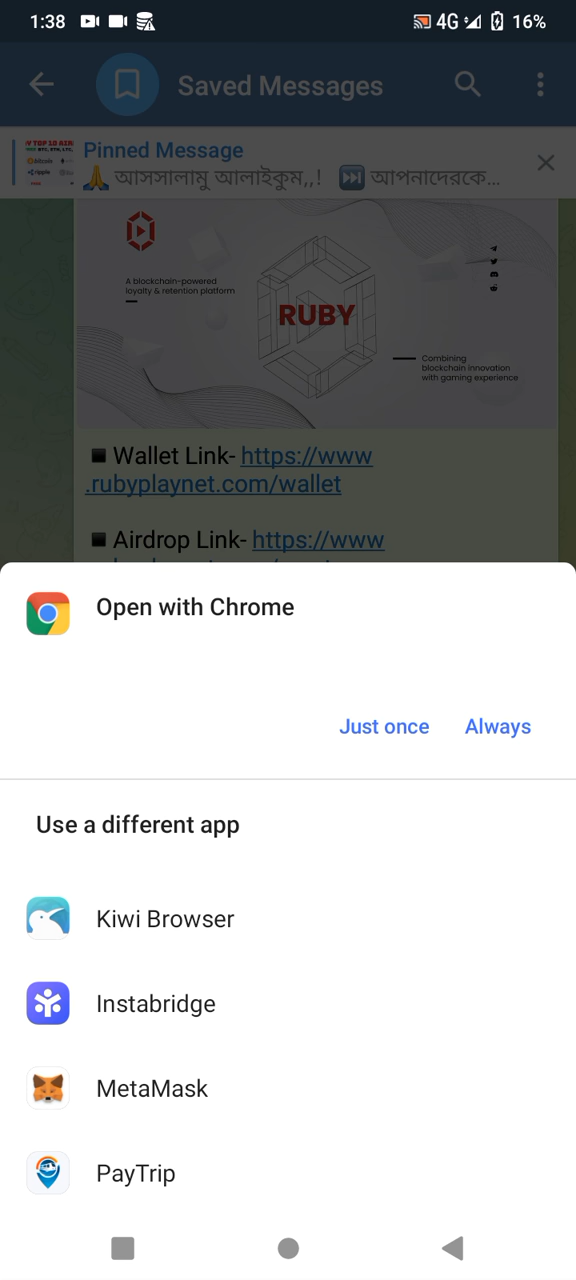 1:38 4G 16%
Saved Messages
Pinned Message
🙏 আসসালামু আলাইকুম,,! ⏭ আপনাদেরকে...
A blockchain-powered
loyalty & retention platform
RUBY
Combining
blockchain innovation
with gaming experience
◾ Wallet Link- https://www
.rubyplaynet.com/wallet
◾ Airdrop Link- https://www
Open with Chrome
Just once Always
Use a different app
Kiwi Browser
Instabridge
MetaMask
PayTrip